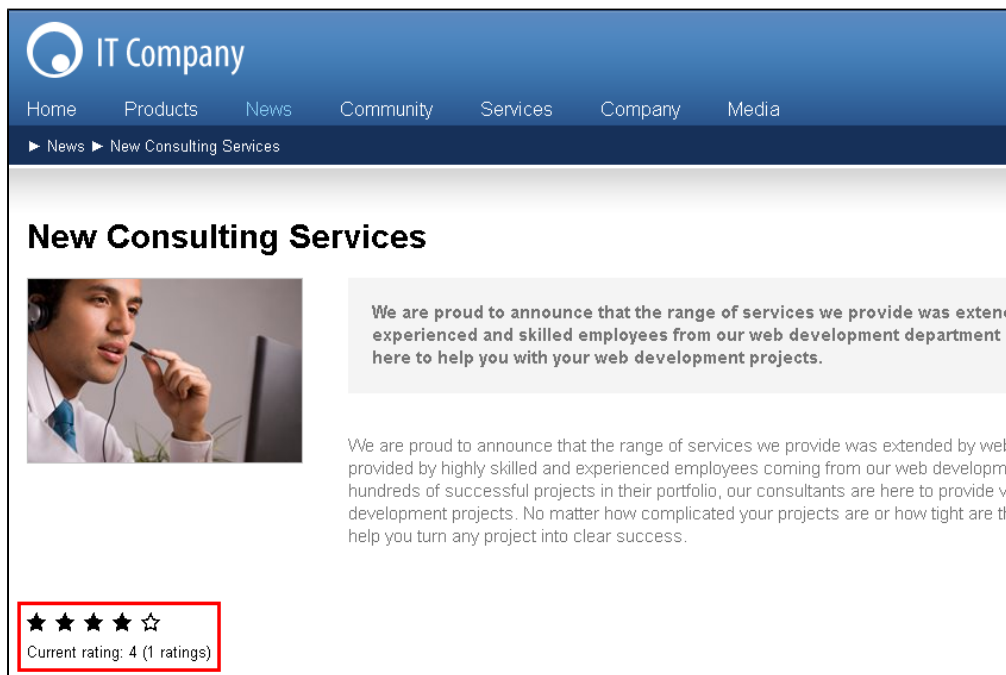 IT Company
Home Products News Community Services Company Media
► News ► New Consulting Services
New Consulting Services
We are proud to announce that the range of services we provide was
experienced and skilled employees from our web development department
here to help you with your web development projects.
We are proud to announce that the range of services we provide was extended by
provided by highly skilled and experienced employees coming from our web
hundreds of successful projects in their portfolio, our consultants are here to provide
development projects. No matter how complicated your projects are or how tight are
help you turn any project into clear success.
Current rating: 4 (1 ratings)